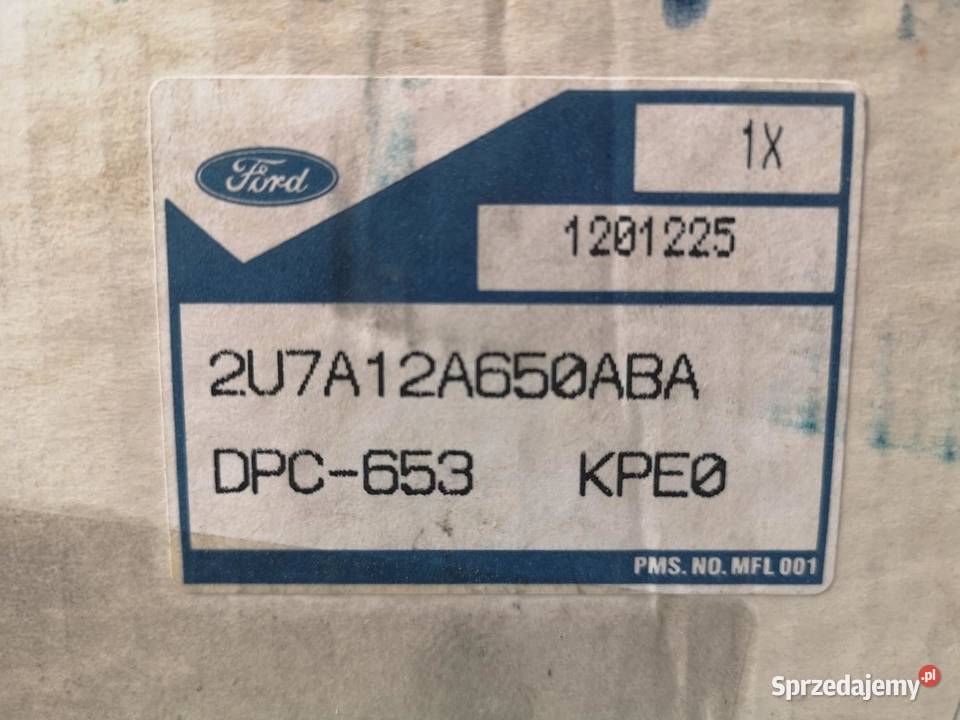 Ford
1X
1201225
2U7A12A650ABA
DPC-653 KPE0
PMS. NO. MFL 001
Sprzedajemy.pl